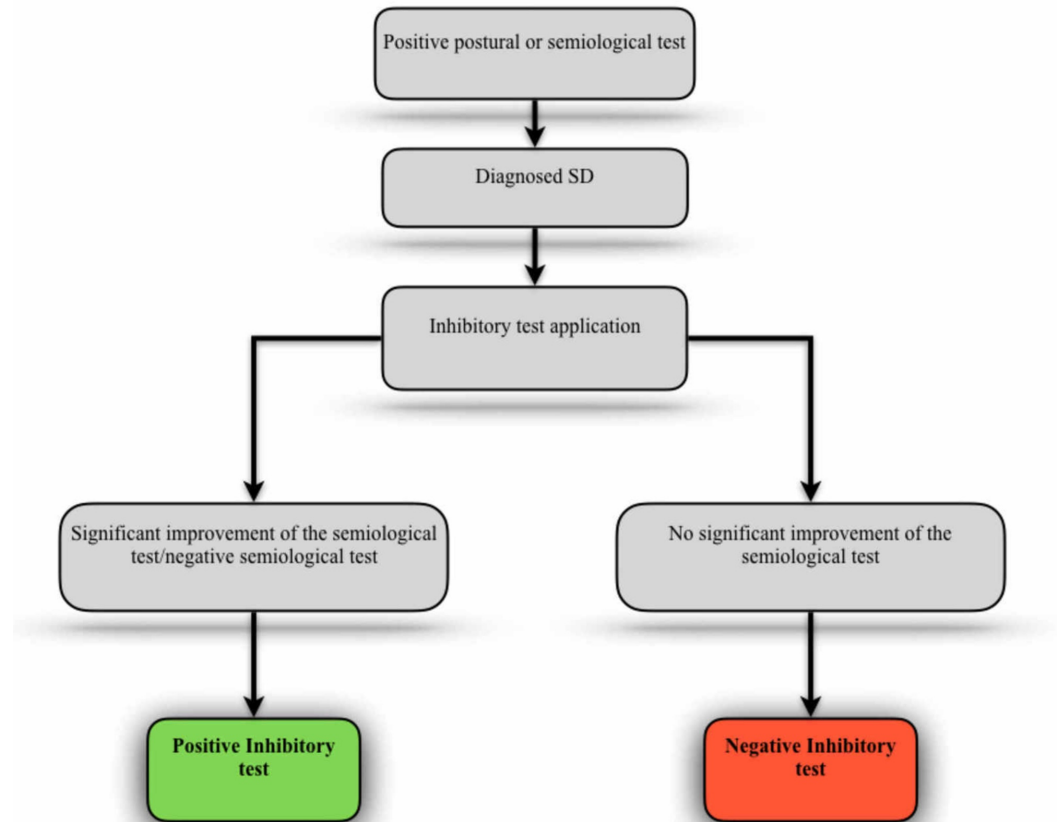 Positive postural or semiological test
Diagnosed SD
Inhibitory test application
Significant improvement of the semiological
test/negative semiological test
No significant improvement of the
semiological test
Positive Inhibitory
test
Negative Inhibitory
test